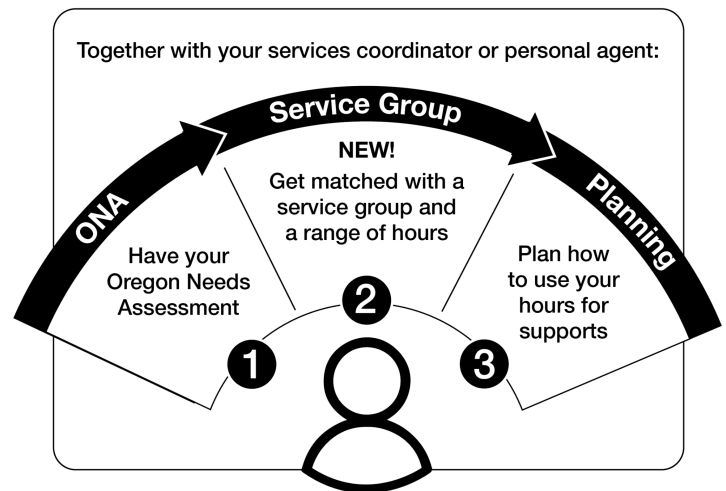 Together with your services coordinator or personal agent:
ONA
Service Group
Planning
Have your
Oregon Needs
Assessment
NEW!
Get matched with a
service group and
a range of hours
Plan how
to use your
hours for
supports
1
2
3